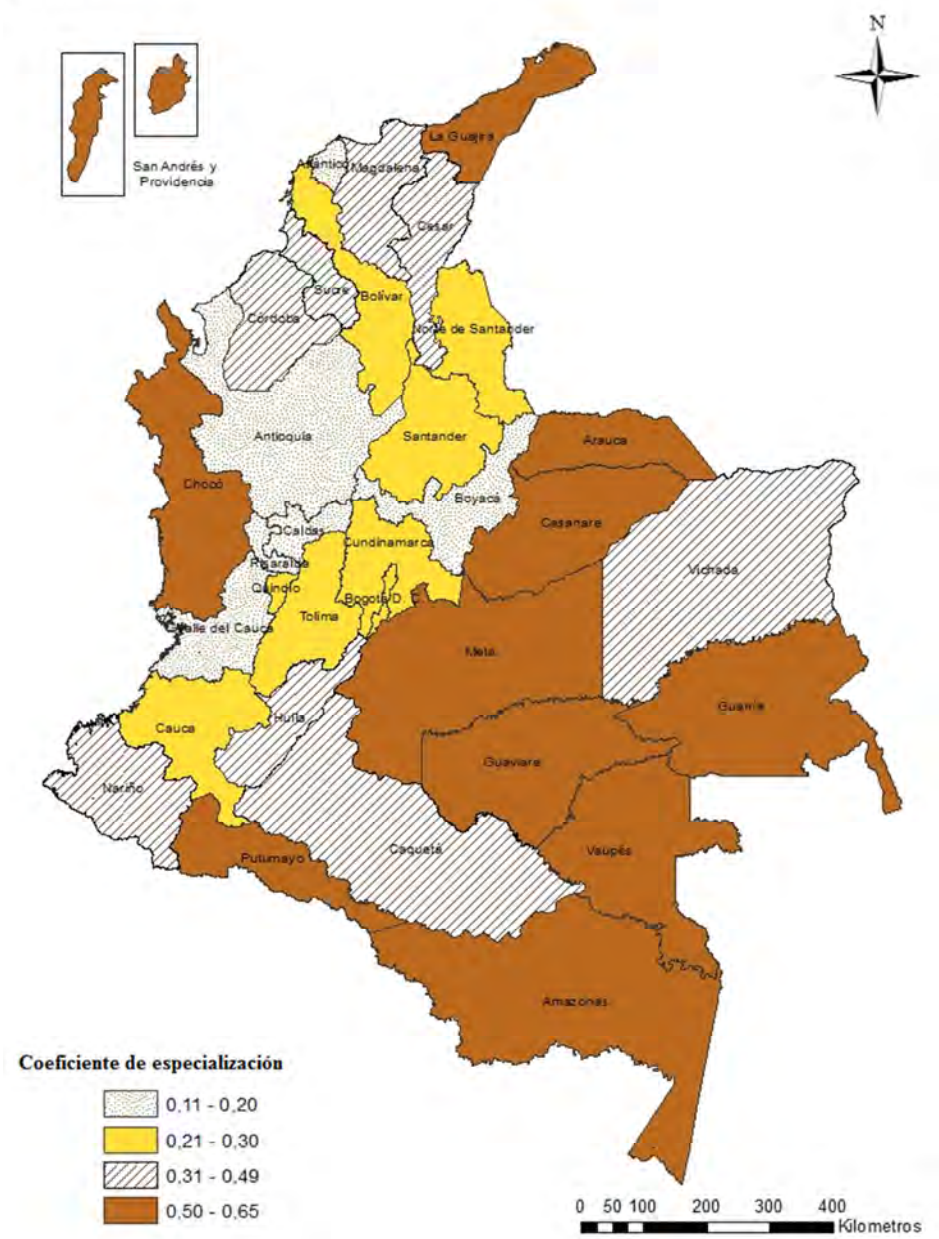 N
San Andrés y
Providencia
La Guajira
Atlántico
Magdalena
Cesar
Sucre
Bolívar
Córdoba
Norte de Santander
Antioquia
Santander
Arauca
Chocó
Boyacá
Casanare
Caldas
Cundinamarca
Risaralda
Vichada
Quindío
Bogotá D. C.
Tolima
Valle del Cauca
Meta
Guainía
Huila
Cauca
Guaviare
Nariño
Caquetá
Vaupés
Putumayo
Amazonas
Coeficiente de especialización
0,11 - 0,20
0,21 - 0,30
0,31 - 0,49
0,50 - 0,65
0 50 100 200 300 400
Kilometros